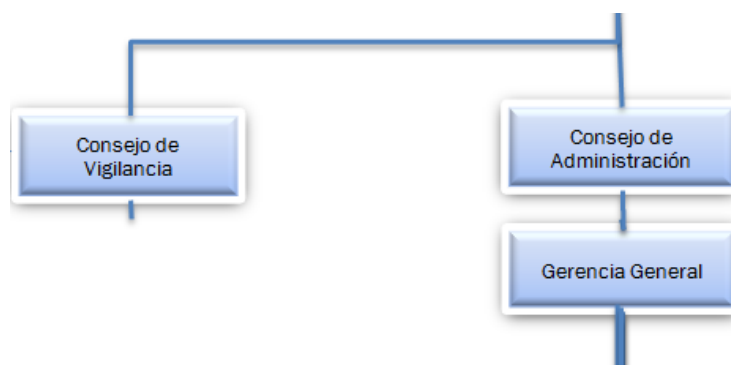 Consejo de
Vigilancia
Consejo de
Administración
Gerencia General